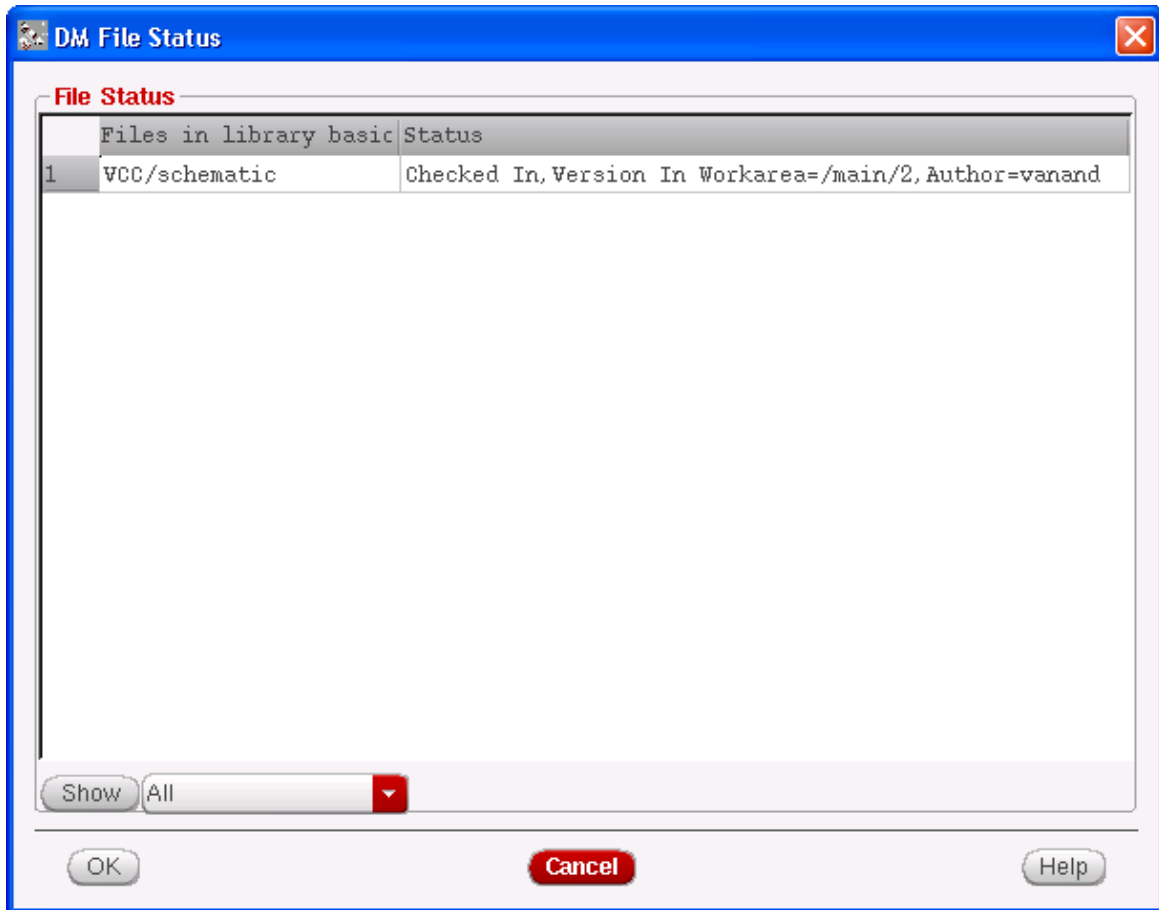 DM File Status
File Status
Files in library basic Status
1 VCC/schematic Checked In,Version In Workarea=/main/2,Author=vanand
Show All
OK Cancel Help